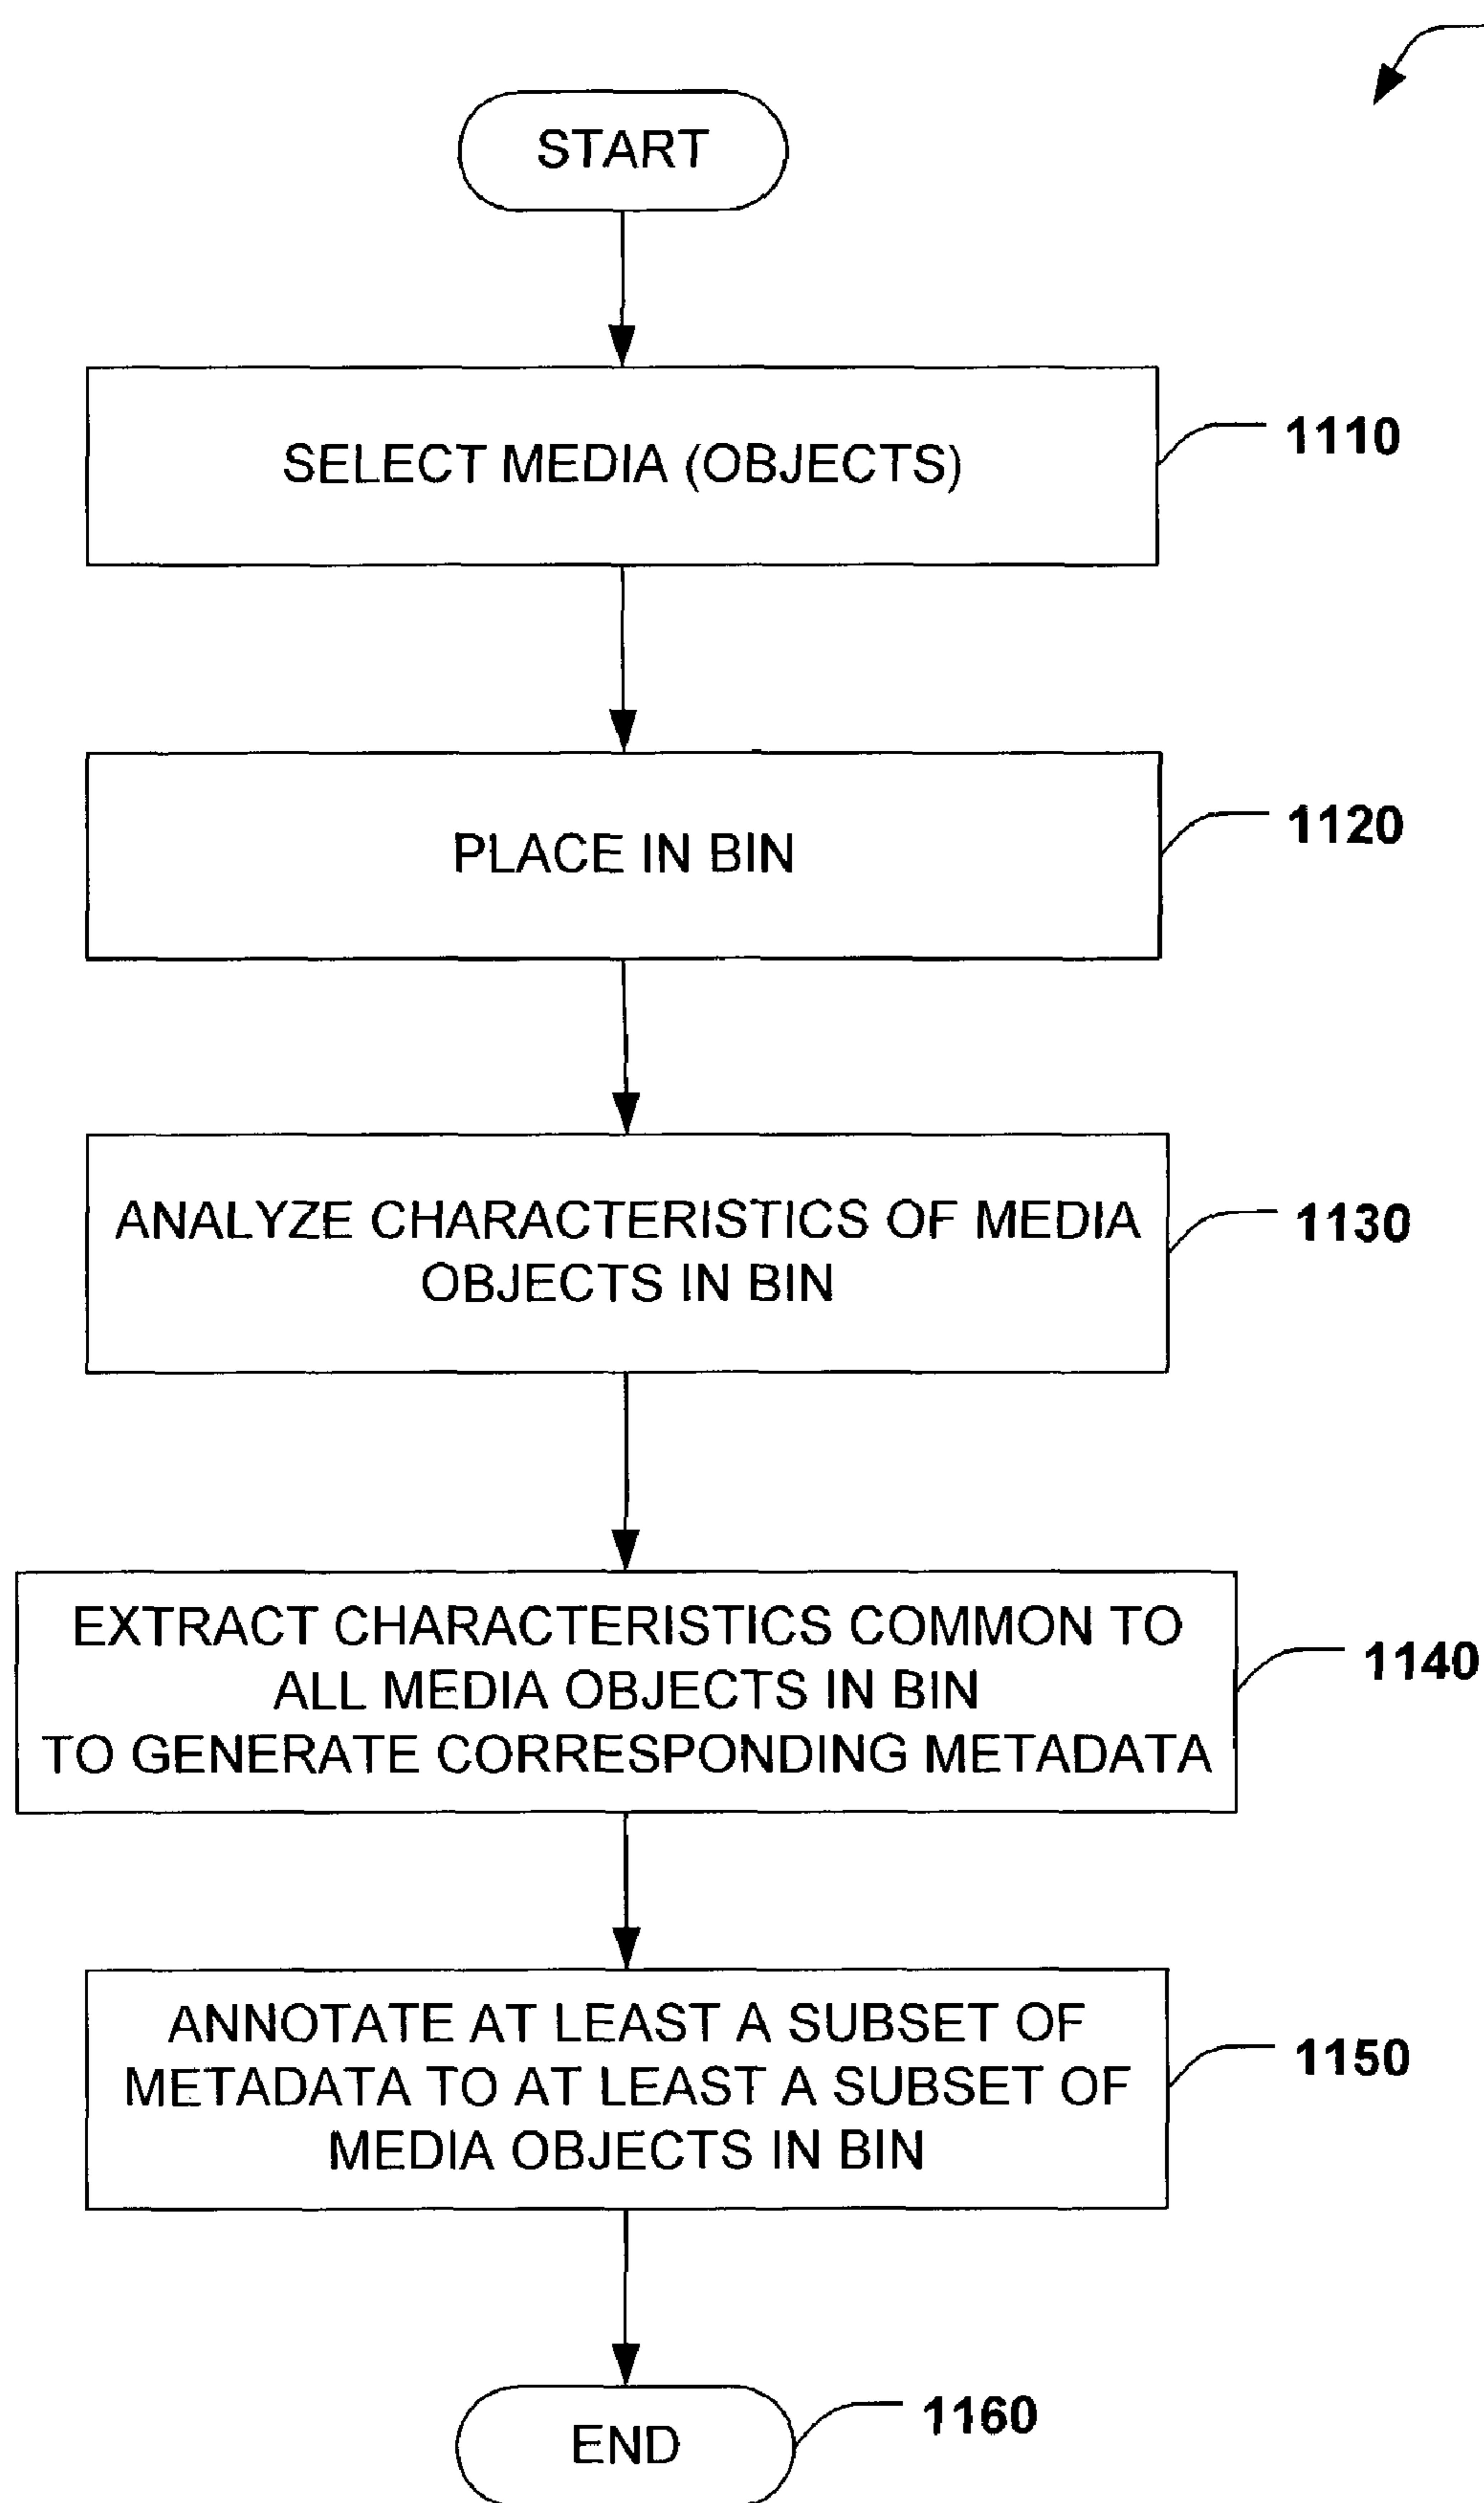 START
SELECT MEDIA (OBJECTS)
1110
PLACE IN BIN
1120
ANALYZE CHARACTERISTICS OF MEDIA
OBJECTS IN BIN
1130
EXTRACT CHARACTERISTICS COMMON TO
ALL MEDIA OBJECTS IN BIN
TO GENERATE CORRESPONDING METADATA
1140
ANNOTATE AT LEAST A SUBSET OF
METADATA TO AT LEAST A SUBSET OF
MEDIA OBJECTS IN BIN
1150
END
1160